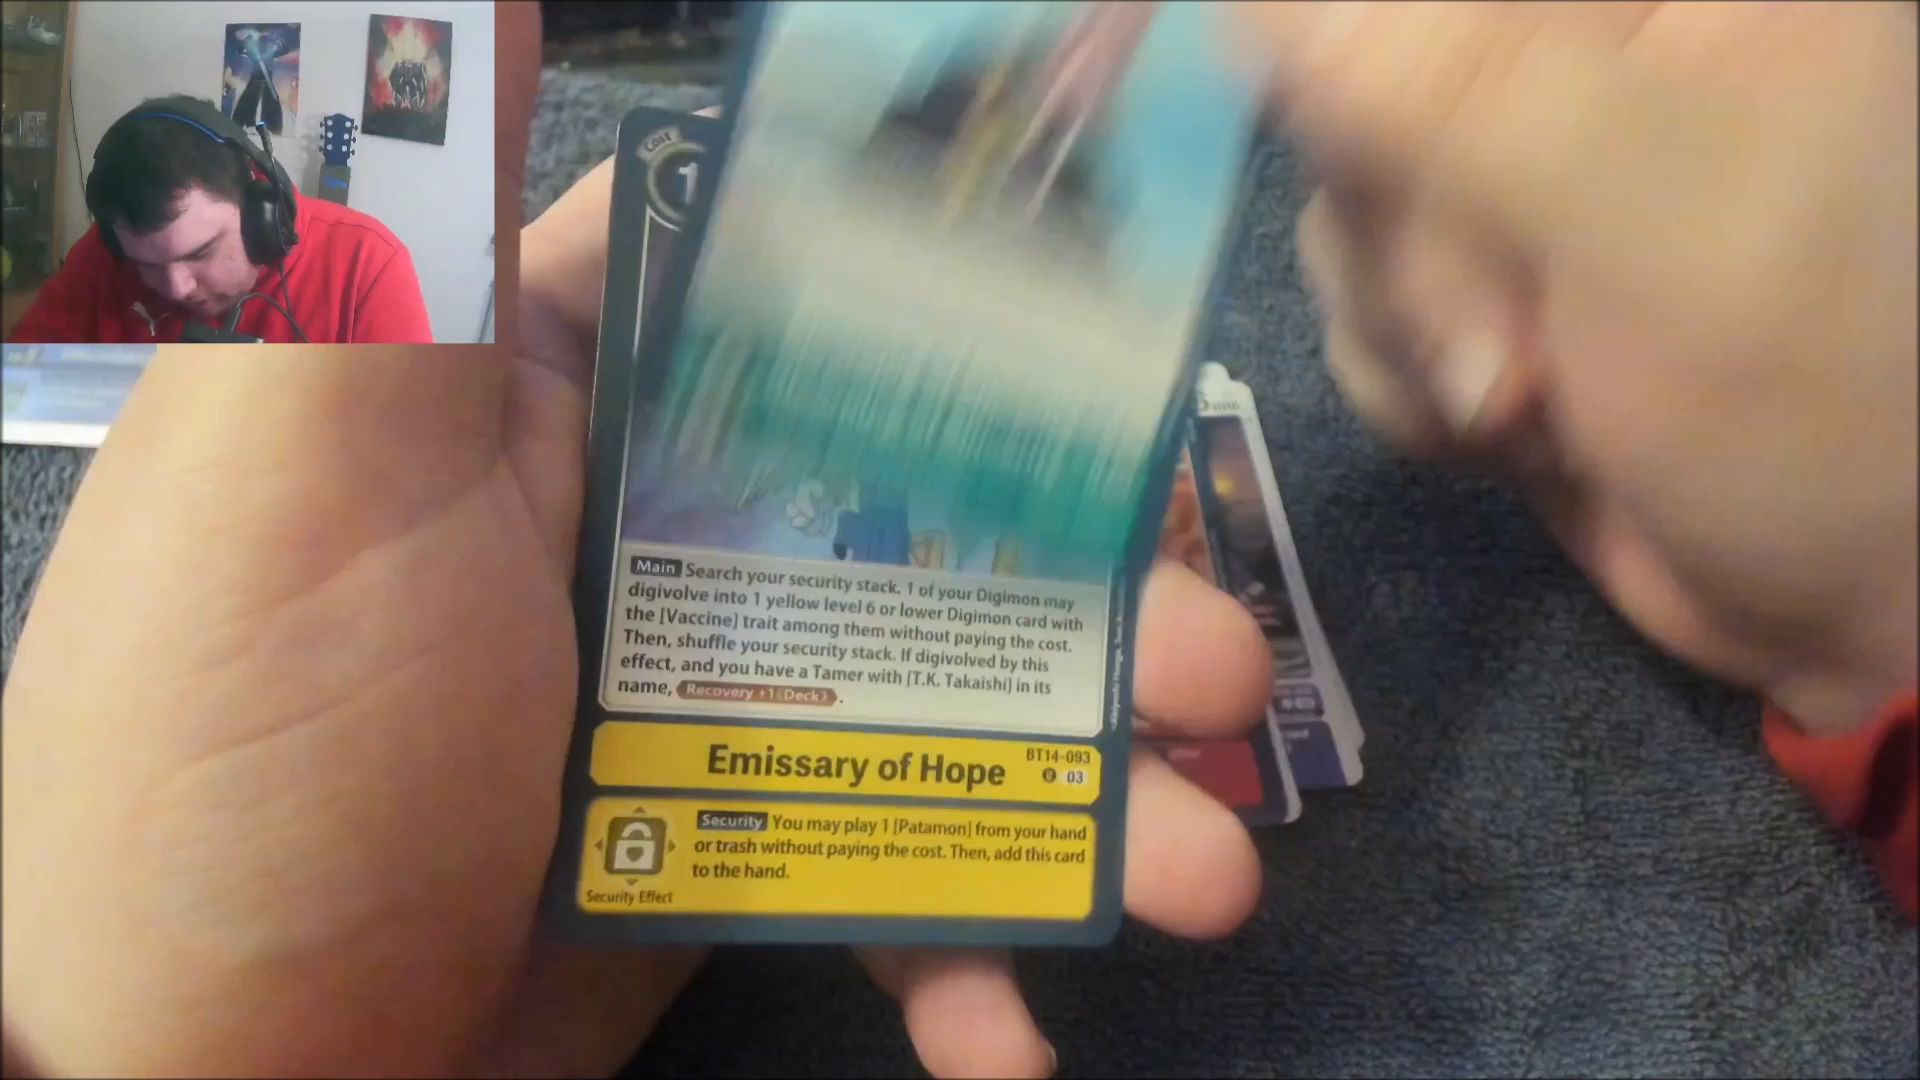 Cost
1
Main Search your security stack. 1 of your Digimon may
digivolve into 1 yellow level 6 or lower Digimon card with
the [Vaccine] trait among them without paying the cost.
Then, shuffle your security stack. If digivolved by this
effect, and you have a Tamer with [T.K. Takaishi] in its
name, Recovery +1 (Deck).
Emissary of Hope
BT14-093
03
Security You may play 1 [Patamon] from your hand
or trash without paying the cost. Then, add this card
to the hand.
Security Effect